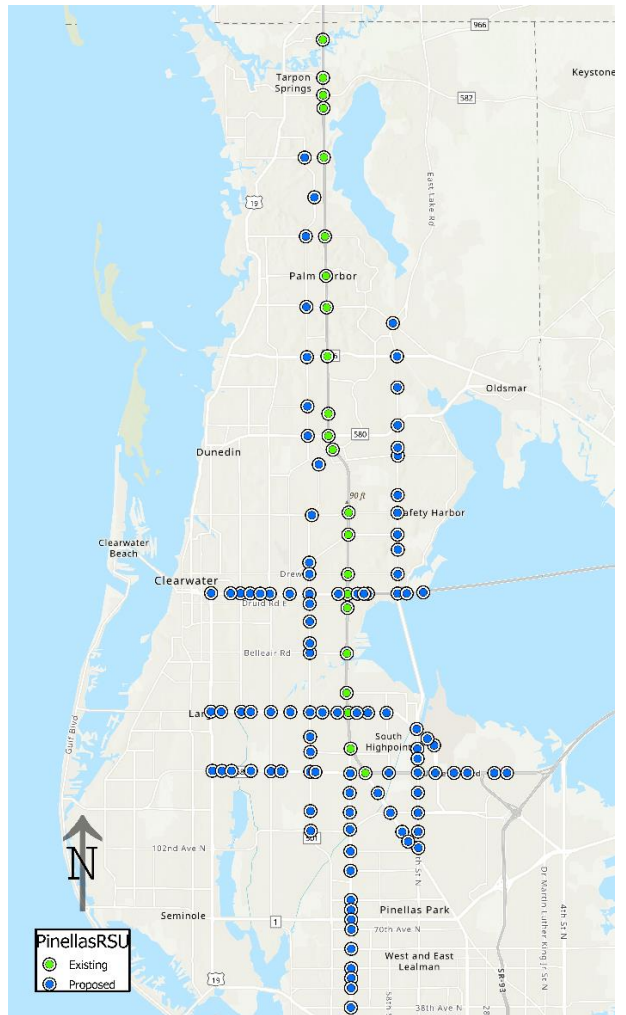 966
Keystone
Tarpon
Springs
582
East Lake Rd
19
Palm Harbor
Oldsmar
580
Dunedin
90 ft
Safety Harbor
Clearwater
Beach
Drew
Clearwater
Druid Rd E
Belleair Rd
Gulf Blvd
South
Highpoint
N
102nd Ave N
Seminole
1
Pinellas Park
70th Ave N
West and East
Lealman
Dr Martin Luther King Jr St N
4th St N
SR-93
19
58th
28
38th Ave N
PinellasRSU
Existing
Proposed